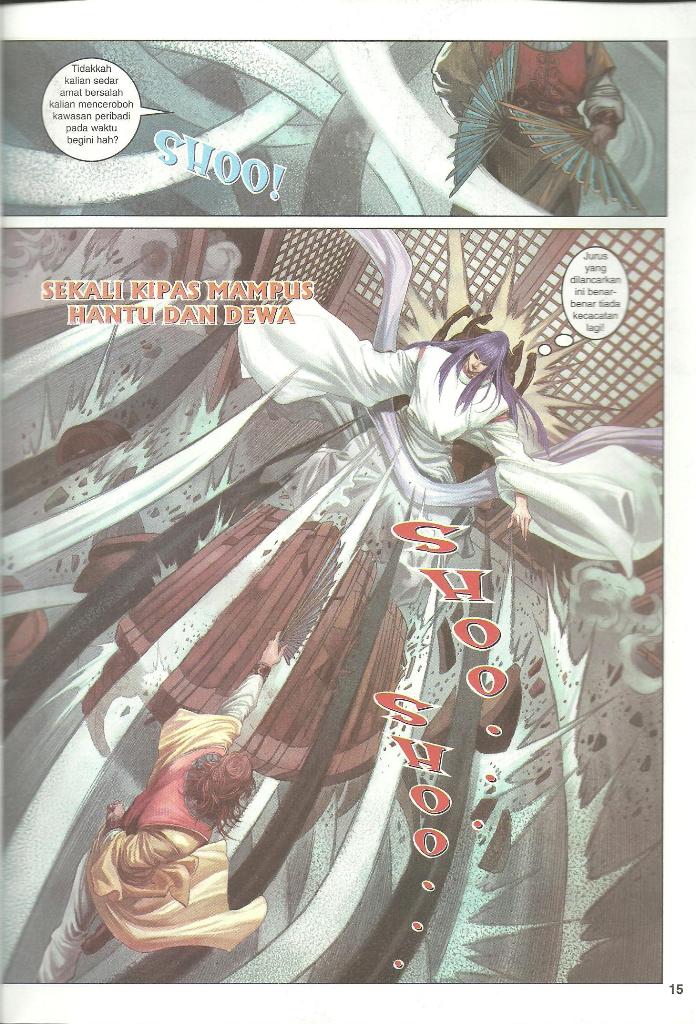 Tidakkah
kalian sedar
amat bersalah
kalian menceroboh
kawasan peribadi
pada waktu
begini hah?
SHOO!
SEKALI KIPAS MAMPUS
HANTU DAN DEWA
Jurus
yang
dilancarkan
ini benar-
benar tiada
kecacatan
lagi!
SHOO...
SHOO...
15